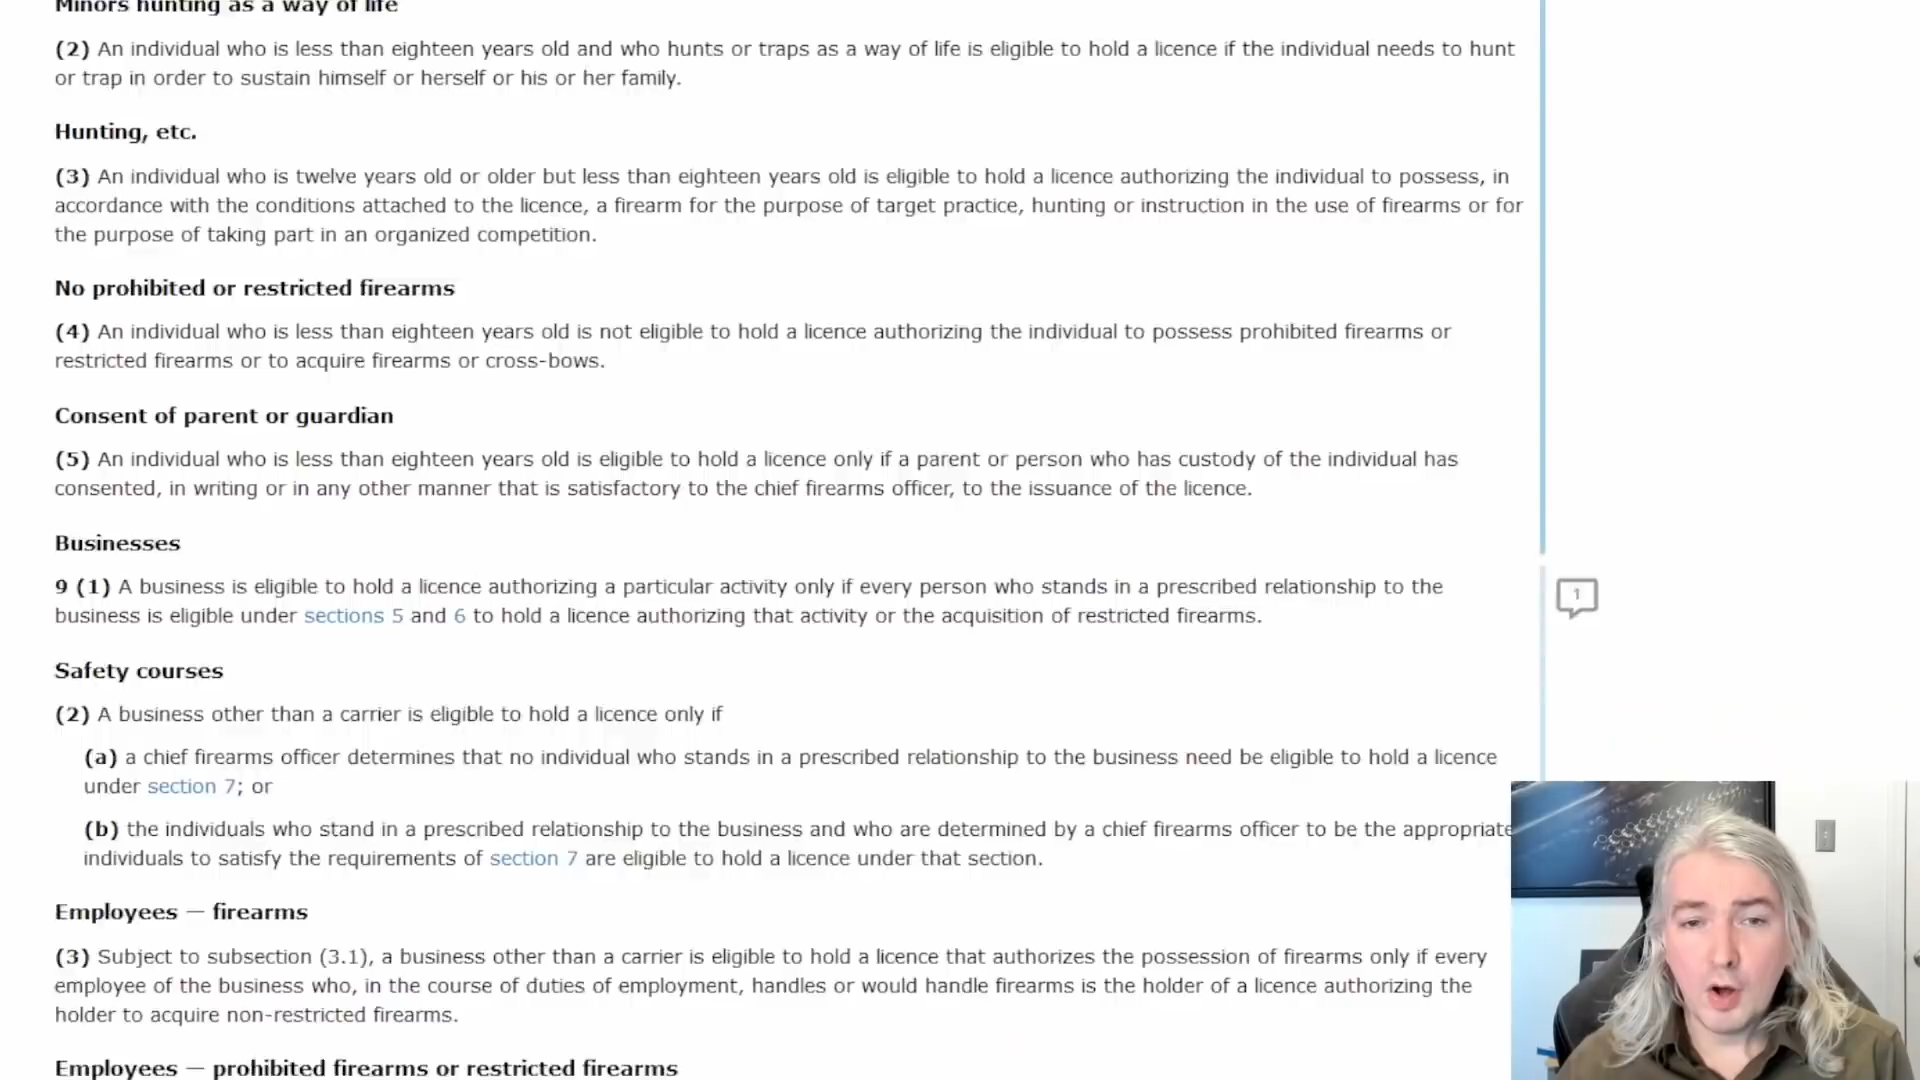 Minors hunting as a way of life
(2) An individual who is less than eighteen years old and who hunts or traps as a way of life is eligible to hold a licence if the individual needs to hunt
or trap in order to sustain himself or herself or his or her family.
Hunting, etc.
(3) An individual who is twelve years old or older but less than eighteen years old is eligible to hold a licence authorizing the individual to possess, in
accordance with the conditions attached to the licence, a firearm for the purpose of target practice, hunting or instruction in the use of firearms or for
the purpose of taking part in an organized competition.
No prohibited or restricted firearms
(4) An individual who is less than eighteen years old is not eligible to hold a licence authorizing the individual to possess prohibited firearms or
restricted firearms or to acquire firearms or cross-bows.
Consent of parent or guardian
(5) An individual who is less than eighteen years old is eligible to hold a licence only if a parent or person who has custody of the individual has
consented, in writing or in any other manner that is satisfactory to the chief firearms officer, to the issuance of the licence.
Businesses
9 (1) A business is eligible to hold a licence authorizing a particular activity only if every person who stands in a prescribed relationship to the
business is eligible under sections 5 and 6 to hold a licence authorizing that activity or the acquisition of restricted firearms.
1
Safety courses
(2) A business other than a carrier is eligible to hold a licence only if
(a) a chief firearms officer determines that no individual who stands in a prescribed relationship to the business need be eligible to hold a licence
under section 7; or
(b) the individuals who stand in a prescribed relationship to the business and who are determined by a chief firearms officer to be the appropriate
individuals to satisfy the requirements of section 7 are eligible to hold a licence under that section.
Employees — firearms
(3) Subject to subsection (3.1), a business other than a carrier is eligible to hold a licence that authorizes the possession of firearms only if every
employee of the business who, in the course of duties of employment, handles or would handle firearms is the holder of a licence authorizing the
holder to acquire non-restricted firearms.
Employees — prohibited firearms or restricted firearms